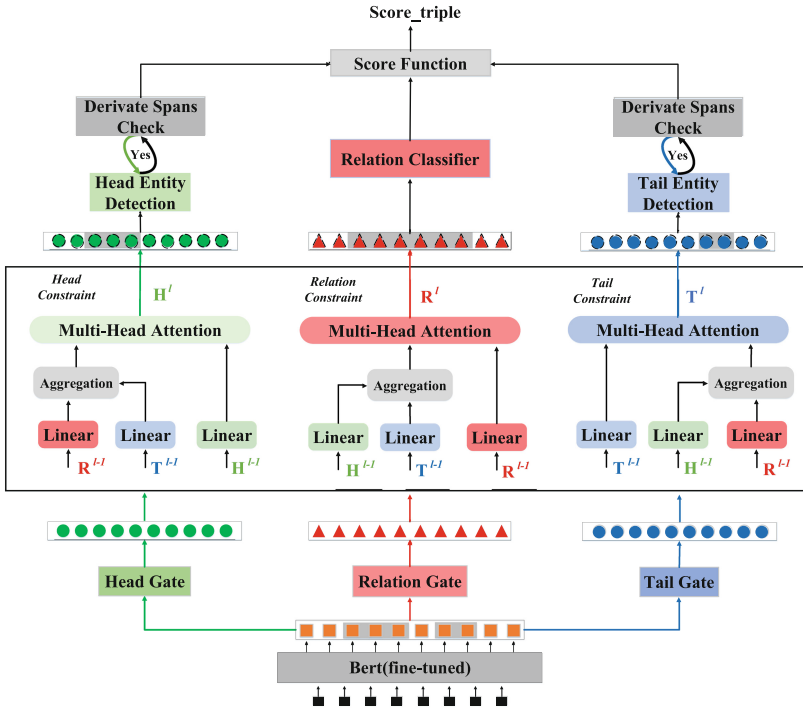 Score_triple
Score Function
Derivate Spans
Check
Derivate Spans
Check
Yes
Yes
Relation Classifier
Head Entity
Detection
Tail Entity
Detection
Head
Constraint
H^l
Relation
Constraint
R^l
Tail
Constraint
T^l
Multi-Head Attention
Multi-Head Attention
Multi-Head Attention
Aggregation
Aggregation
Aggregation
Linear
Linear
Linear
Linear
Linear
Linear
Linear
Linear
Linear
R^l-1
T^l-1
H^l-1
H^l-1
T^l-1
R^l-1
T^l-1
H^l-1
R^l-1
Head Gate
Relation Gate
Tail Gate
Bert(fine-tuned)